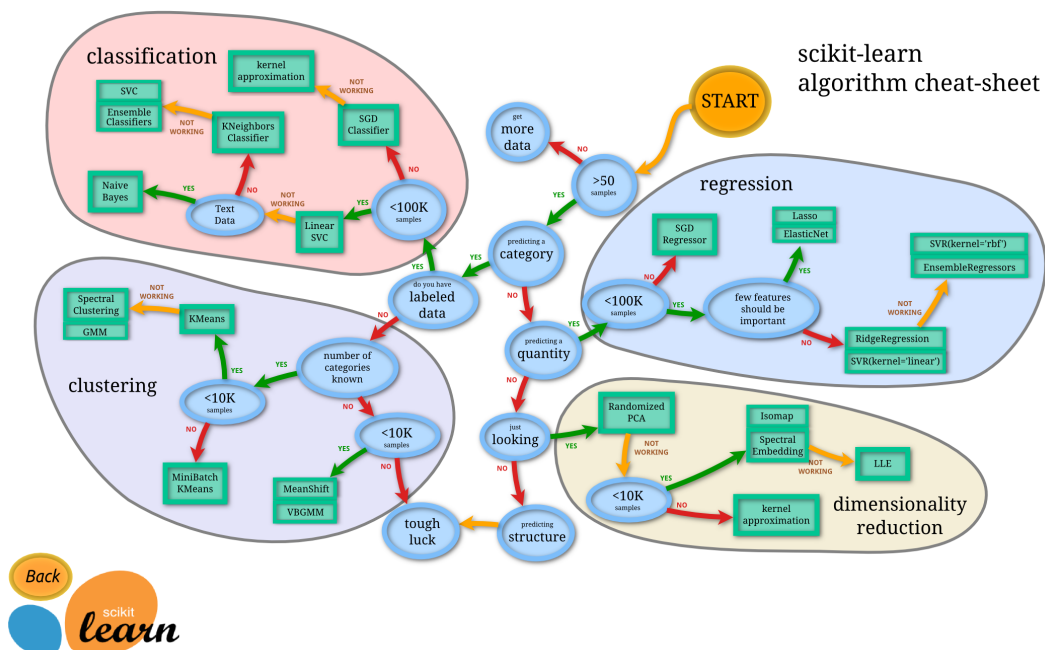 scikit-learn
algorithm cheat-sheet
START
get
more
data
NO
>50
samples
YES
predicting a
category
YES
NO
do you have
labeled
data
YES
NO
predicting a
quantity
YES
NO
just
looking
YES
NO
predicting
structure
tough
luck
classification
kernel
approximation
NOT
WORKING
SVC
Ensemble
Classifiers
NOT
WORKING
KNeighbors
Classifier
SGD
Classifier
NO
Naive
Bayes
YES
NO
Text
Data
NOT
WORKING
Linear
SVC
YES
<100K
samples
regression
SGD
Regressor
NO
<100K
samples
YES
Lasso
ElasticNet
YES
few features
should be
important
NO
SVR(kernel='rbf')
EnsembleRegressors
NOT
WORKING
RidgeRegression
SVR(kernel='linear')
clustering
Spectral
Clustering
GMM
NOT
WORKING
KMeans
YES
<10K
samples
NO
MiniBatch
KMeans
number of
categories
known
YES
NO
<10K
samples
YES
NO
MeanShift
VBGMM
dimensionality
reduction
Randomized
PCA
NOT
WORKING
<10K
samples
YES
NO
Isomap
Spectral
Embedding
NOT
WORKING
LLE
kernel
approximation
Back
scikit
learn